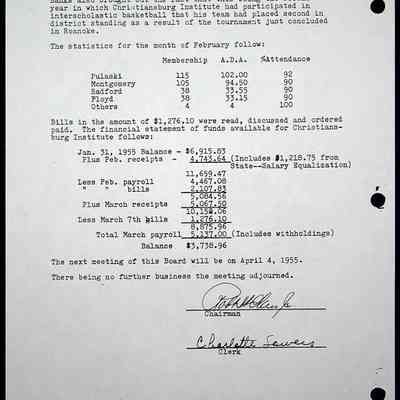 year in which Christiansburg Institute had participated in
interscholastic basketball that his team had placed second in
district standing as a result of the tournament just concluded
in Roanoke.
The statistics for the month of February follow:
Membership A.D.A. %Attendance
Pulaski 115 102.00 92
Montgomery 105 94.50 90
Radford 38 33.55 90
Floyd 38 33.15 90
Others 4 4 100
Bills in the amount of $1,276.10 were read, discussed and ordered
paid. The financial statement of funds available for Christians-
burg Institute follows:
Jan. 31, 1955 Balance - $6,915.83
Plus Feb. receipts - 4,743.64 (Includes $1,218.75 from
State--Salary Equalization)
11,659.47
Less Feb. payroll 4,467.08
" " bills 2,107.83
5,084.56
Plus March receipts 5,067.50
10,152.06
Less March 7th bills 1,276.10
8,875.96
Total March payroll 5,137.00 (Includes withholdings)
Balance $3,738.96
The next meeting of this Board will be on April 4, 1955.
There being no further business the meeting adjourned.
Chairman
Charlotte Sowers
Clerk